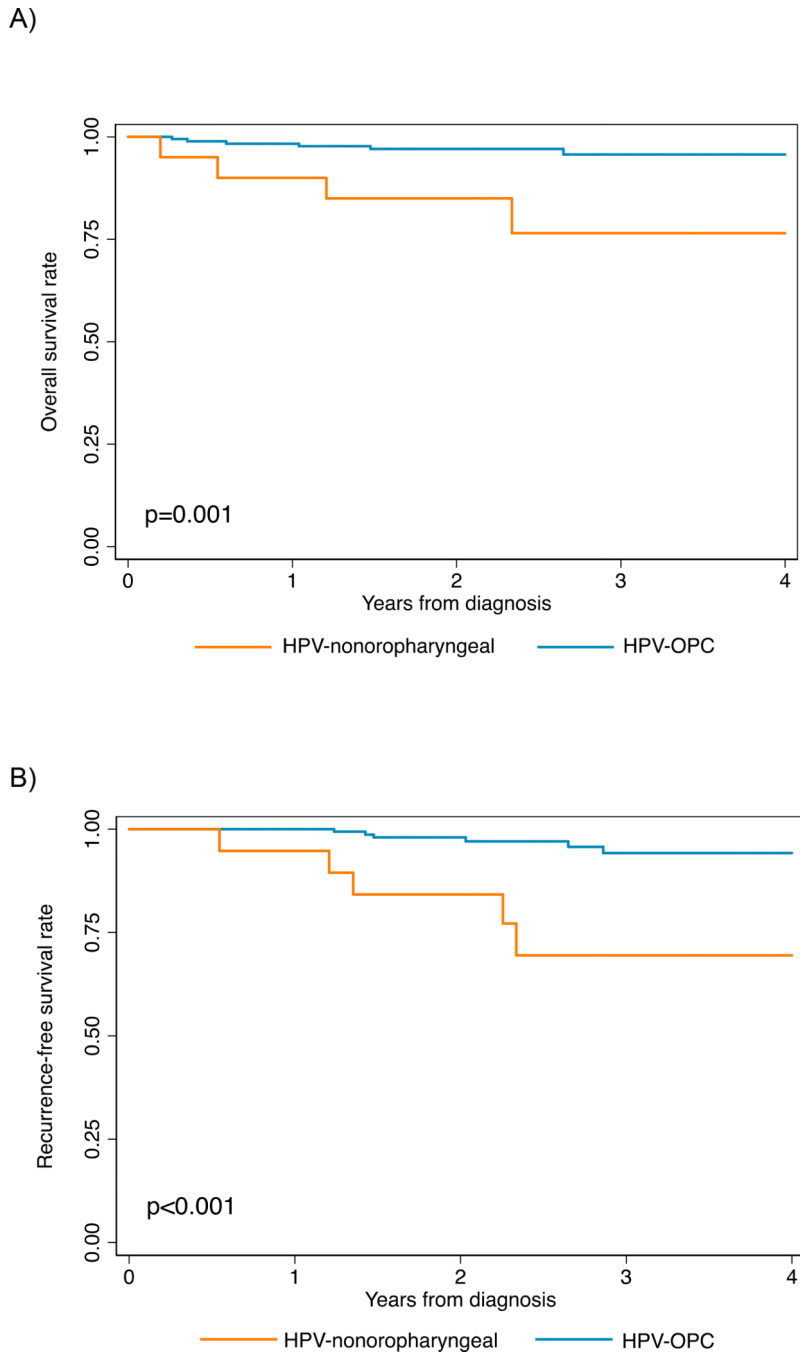 A)
Overall survival rate
1.00
0.75
0.50
0.25
0.00
p=0.001
0 1 2 3 4
Years from diagnosis
HPV-nonoropharyngeal HPV-OPC
B)
Recurrence-free survival rate
1.00
0.75
0.50
0.25
0.00
p<0.001
0 1 2 3 4
Years from diagnosis
HPV-nonoropharyngeal HPV-OPC